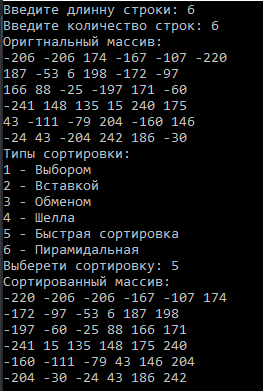 Введите длинну строки: 6
Введите количество строк: 6
Оригтнальный массив:
-206 -206 174 -167 -107 -220
187 -53 6 198 -172 -97
166 88 -25 -197 171 -60
-241 148 135 15 240 175
43 -111 -79 204 -160 146
-24 43 -204 242 186 -30
Типы сортировки:
1 - Выбором
2 - Вставкой
3 - Обменом
4 - Шелла
5 - Быстрая сортировка
6 - Пирамидальная
Выберети сортировку: 5
Сортированный массив:
-220 -206 -206 -167 -107 174
-172 -97 -53 6 187 198
-197 -60 -25 88 166 171
-241 15 135 148 175 240
-160 -111 -79 43 146 204
-204 -30 -24 43 186 242